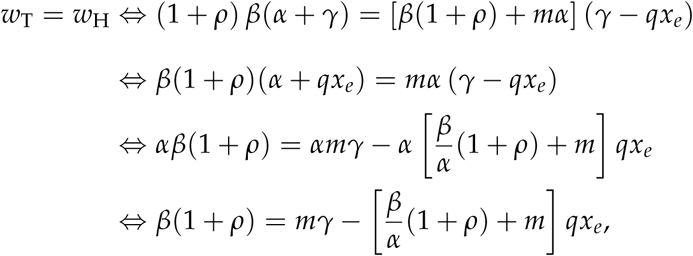 w_T = w_H ⇔ (1 + ρ) β(α + γ) = [β(1 + ρ) + mα] (γ − qx_e)
⇔ β(1 + ρ)(α + qx_e) = mα (γ − qx_e)
⇔ αβ(1 + ρ) = αmγ − α [β/α (1 + ρ) + m] qx_e
⇔ β(1 + ρ) = mγ − [β/α (1 + ρ) + m] qx_e,